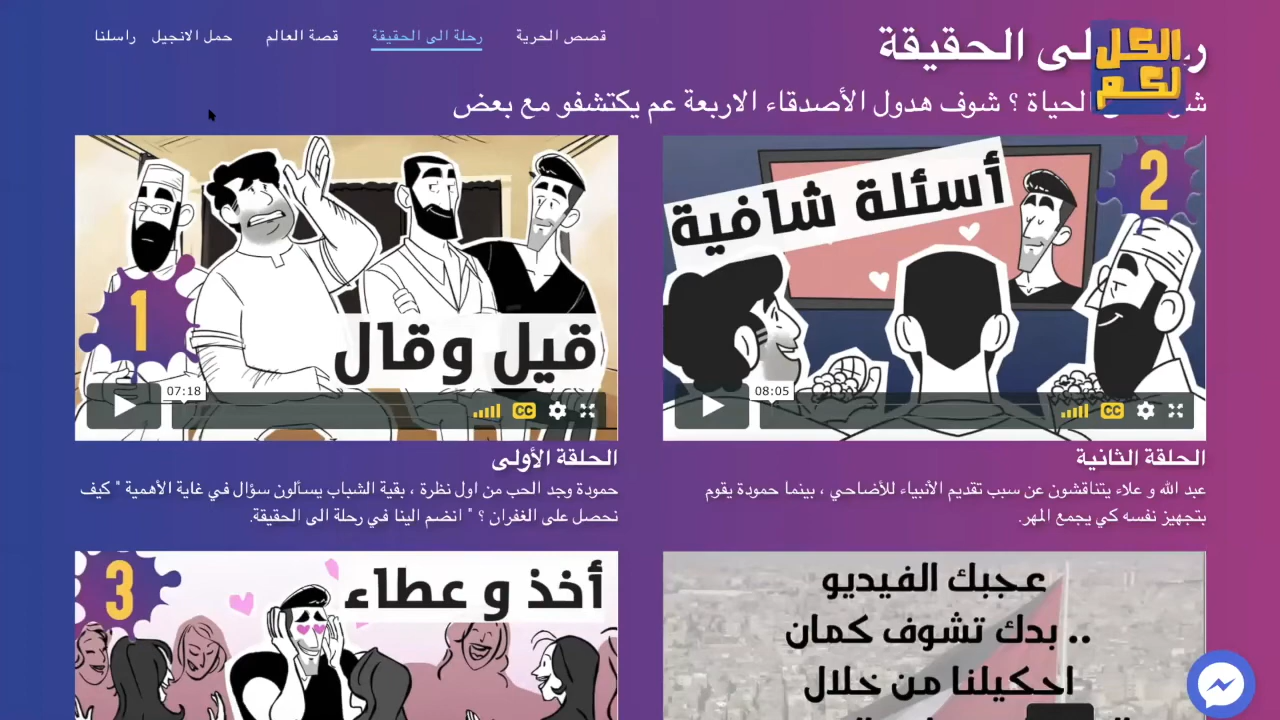 قصص الحرية
رحلة الى الحقيقة
قصة العالم
حمل الانجيل
راسلنا
لى الحقيقة
الكل
لكم
الحياة ؟ شوف هدول الأصدقاء الاربعة عم يكتشفو مع بعض
2
أسئلة شافية
08:05
CC
1
قيل وقال
07:18
CC
الحلقة الثانية
عبد الله و علاء يتناقشون عن سبب تقديم الأنبياء للأضاحي ، بينما حمودة يقوم
بتجهيز نفسه كي يجمع المهر.
الحلقة الأولى
حمودة وجد الحب من اول نظرة ، بقية الشباب يسألون سؤال في غاية الأهمية " كيف
نحصل على الغفران ؟ " انضم الينا في رحلة الى الحقيقة.
عجبك الفيديو
.. بدك تشوف كمان
احكيلنا من خلال
3
أخذ و عطاء